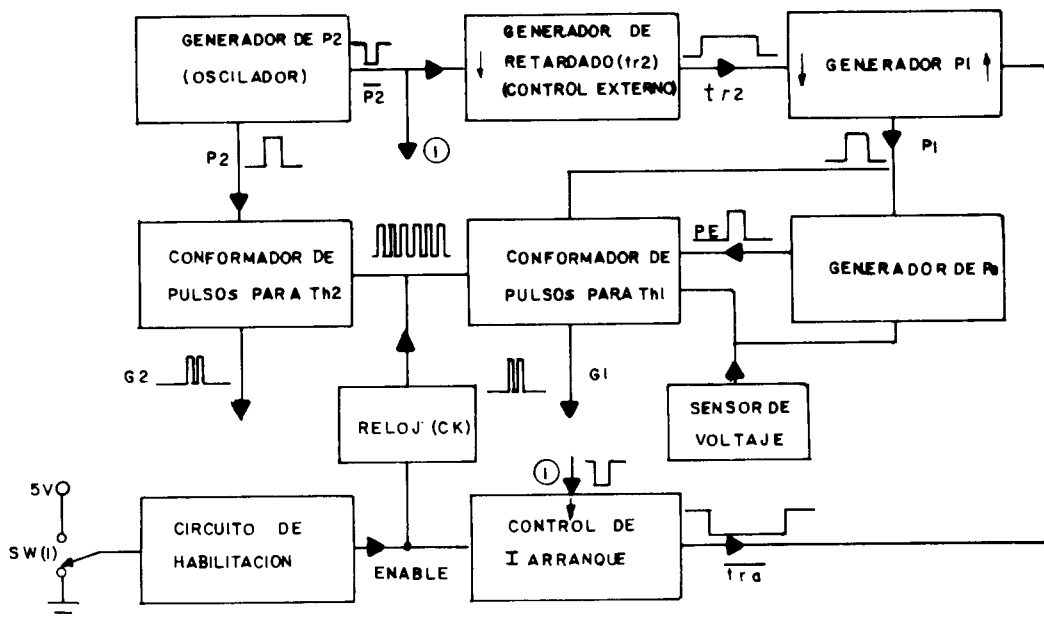 GENERADOR DE P2
(OSCILADOR)
P2
GENERADOR DE
RETARDADO (tr2)
(CONTROL EXTERNO)
tr2
GENERADOR P1
P2
1
P1
CONFORMADOR DE
PULSOS PARA Th2
CONFORMADOR DE
PULSOS PARA Th1
PE
GENERADOR DE Pe
G2
RELOJ (CK)
G1
SENSOR DE
VOLTAJE
5V
SW(1)
CIRCUITO DE
HABILITACION
ENABLE
1
CONTROL DE
I ARRANQUE
tra